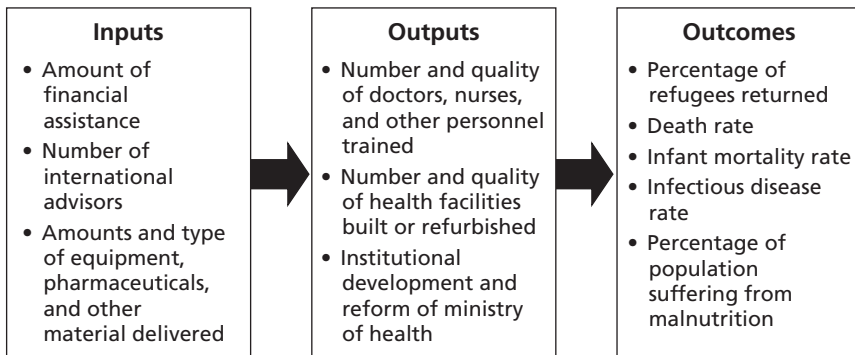 Inputs
• Amount of
financial
assistance
• Number of
international
advisors
• Amounts and type
of equipment,
pharmaceuticals,
and other
material delivered
Outputs
• Number and quality
of doctors, nurses,
and other personnel
trained
• Number and quality
of health facilities
built or refurbished
• Institutional
development and
reform of ministry
of health
Outcomes
• Percentage of
refugees returned
• Death rate
• Infant mortality rate
• Infectious disease
rate
• Percentage of
population
suffering from
malnutrition